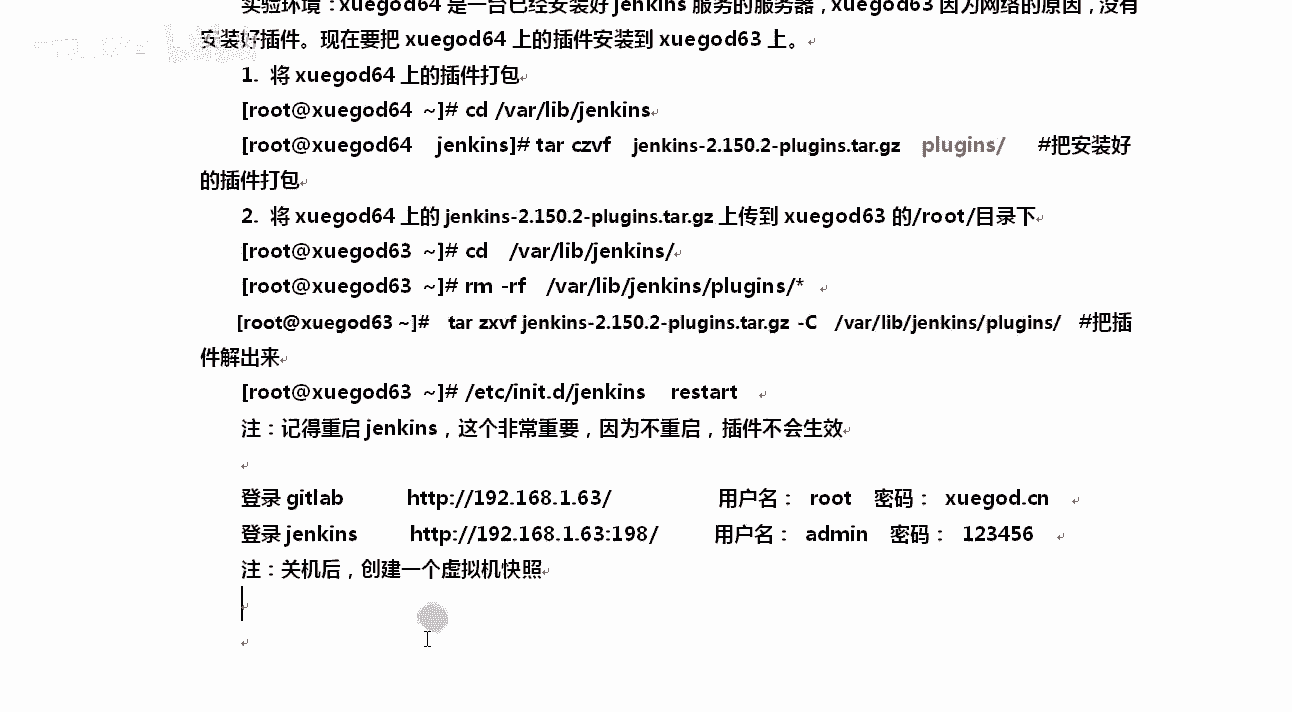 实验环境：xuegod64 是一台已经安装好 jenkins 服务的服务器，xuegod63 因为网络的原因，没有
安装好插件。现在要把 xuegod64 上的插件安装到 xuegod63 上。
1. 将 xuegod64 上的插件打包
[root@xuegod64 ~]# cd /var/lib/jenkins
[root@xuegod64 jenkins]# tar czvf jenkins-2.150.2-plugins.tar.gz plugins/ #把安装好
的插件打包
2. 将 xuegod64 上的 jenkins-2.150.2-plugins.tar.gz 上传到 xuegod63 的/root/目录下
[root@xuegod63 ~]# cd /var/lib/jenkins/
[root@xuegod63 ~]# rm -rf /var/lib/jenkins/plugins/*
[root@xuegod63 ~]# tar zxvf jenkins-2.150.2-plugins.tar.gz -C /var/lib/jenkins/plugins/ #把插
件解出来
[root@xuegod63 ~]# /etc/init.d/jenkins restart
注：记得重启 jenkins，这个非常重要，因为不重启，插件不会生效
登录 gitlab http://192.168.1.63/ 用户名： root 密码： xuegod.cn
登录 jenkins http://192.168.1.63:198/ 用户名： admin 密码： 123456
注：关机后，创建一个虚拟机快照